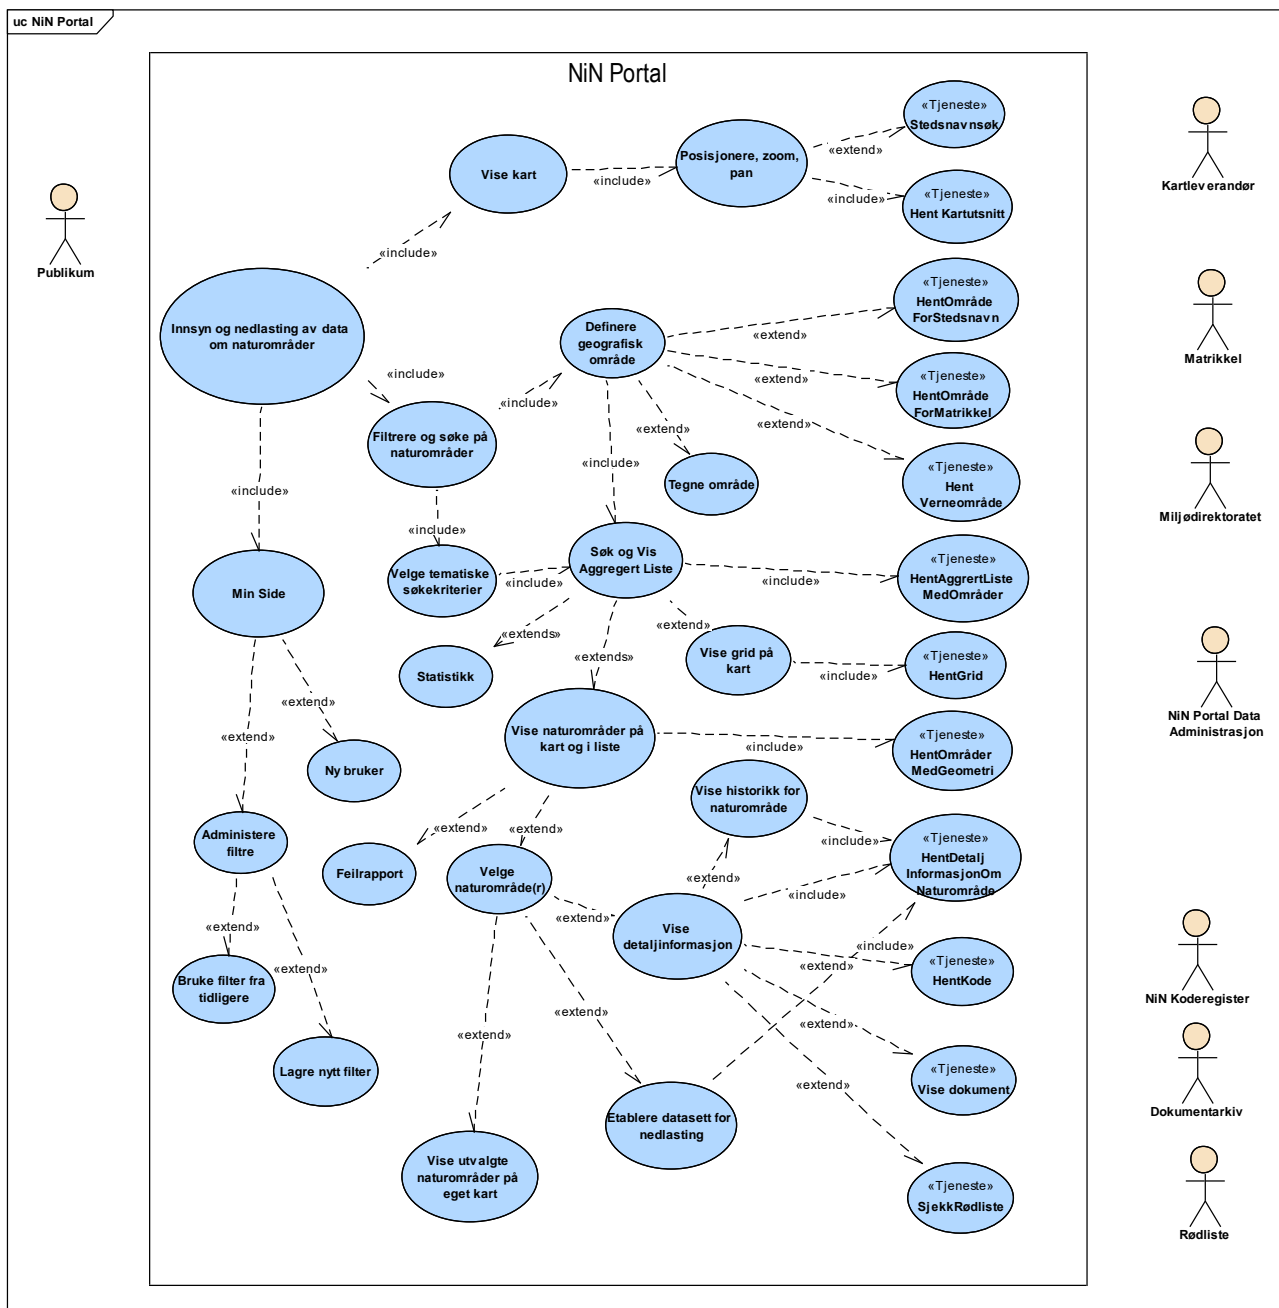 uc NiN Portal
NiN Portal
«Tjeneste»
Stedsnavnsøk
Posisjonere, zoom,
pan
«extend»
Vise kart
«include»
«include»
«Tjeneste»
Hent Kartutsnitt
Kartleverandør
Publikum
«include»
Innsyn og nedlasting av data
om naturområder
«Tjeneste»
HentOmråde
ForStedsnavn
Definere
geografisk
område
«extend»
Matrikkel
«include»
«include»
«extend»
«Tjeneste»
HentOmråde
ForMatrikkel
Filtrere og søke på
naturområder
«extend»
«extend»
«include»
«Tjeneste»
Hent
Verneområde
Tegne område
«include»
Miljødirektoratet
«include»
Søk og Vis
Aggregert Liste
«Tjeneste»
HentAggrertListe
MedOmråder
Velge tematiske
søkekriterier
«include»
«include»
Min Side
«extends»
«extend»
«extends»
Vise grid på
kart
«include»
«Tjeneste»
HentGrid
Statistikk
«extend»
«extend»
NiN Portal Data
Administrasjon
Vise naturområder på
kart og i liste
«include»
«Tjeneste»
HentOmråder
MedGeometri
Ny bruker
Vise historikk for
naturområde
Administere
filtre
«extend»
«extend»
«include»
«Tjeneste»
HentDetalj
InformasjonOm
Naturområde
Feilrapport
Velge
naturområde(r)
«extend»
«include»
«extend»
«extend»
Vise
detaljinformasjon
«include»
«extend»
«extend»
«Tjeneste»
HentKode
Bruke filter fra
tidligere
NiN Koderegister
«extend»
«extend»
«extend»
Lagre nytt filter
«Tjeneste»
Vise dokument
«extend»
Etablere datasett for
nedlasting
Dokumentarkiv
Vise utvalgte
naturområder på
eget kart
«Tjeneste»
SjekkRødliste
Rødliste